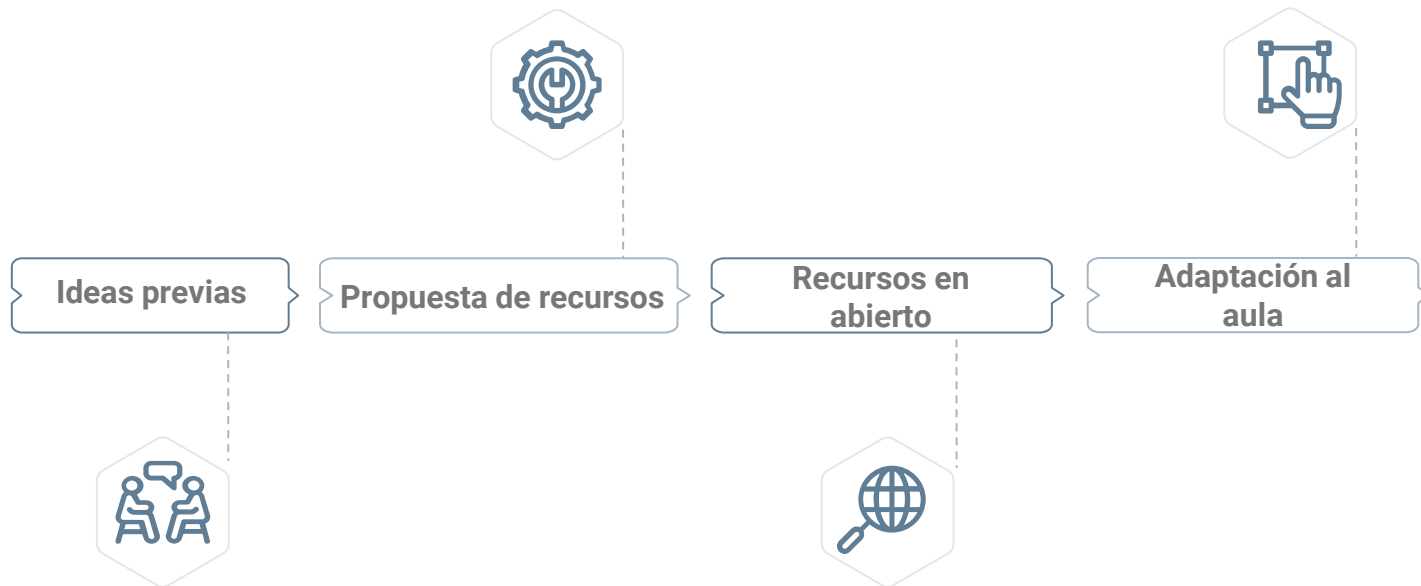 Ideas previas
Propuesta de recursos
Recursos en
abierto
Adaptación al
aula